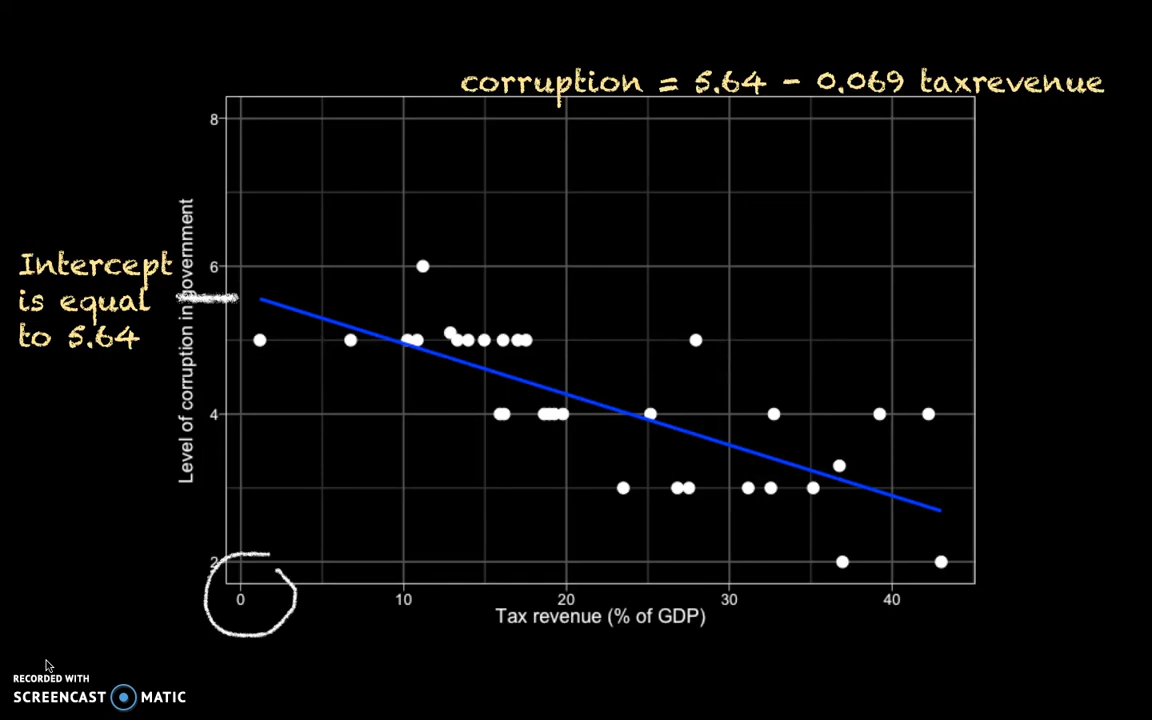 corruption = 5.64 - 0.069 taxrevenue
8
6
4
2
Level of corruption in government
Intercept
is equal
to 5.64
0 10 20 30 40
Tax revenue (% of GDP)
RECORDED WITH
SCREENCAST MATIC